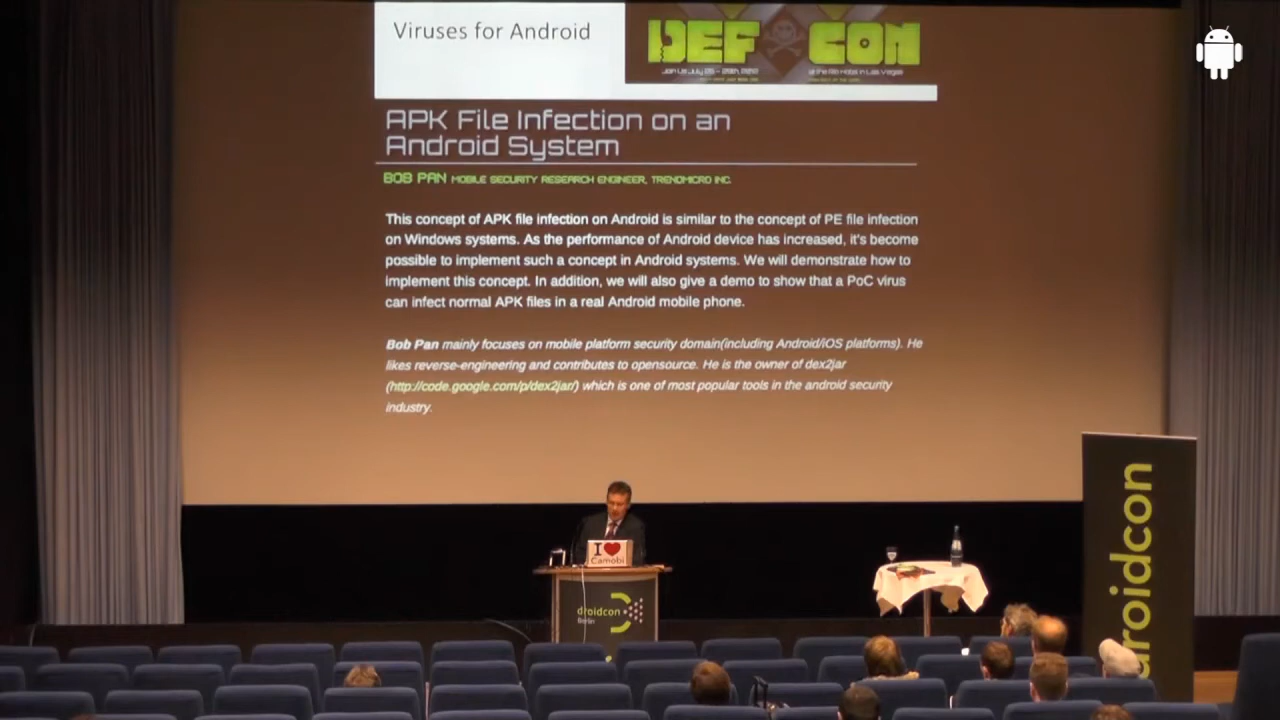 Viruses for Android
DEF CON
at the Rio Hotel in Las Vegas
APK File Infection on an
Android System
BOB PAN MOBILE SECURITY RESEARCH ENGINEER, TRENDMICRO INC.
This concept of APK file infection on Android is similar to the concept of PE file infection
on Windows systems. As the performance of Android device has increased, it's become
possible to implement such a concept in Android systems. We will demonstrate how to
implement this concept. In addition, we will also give a demo to show that a PoC virus
can infect normal APK files in a real Android mobile phone.
Bob Pan mainly focuses on mobile platform security domain(including Android/iOS platforms). He
likes reverse-engineering and contributes to opensource. He is the owner of dex2jar
(http://code.google.com/p/dex2jar/) which is one of most popular tools in the android security
industry.
I
Camobi
droidcon
Berlin
droidcon